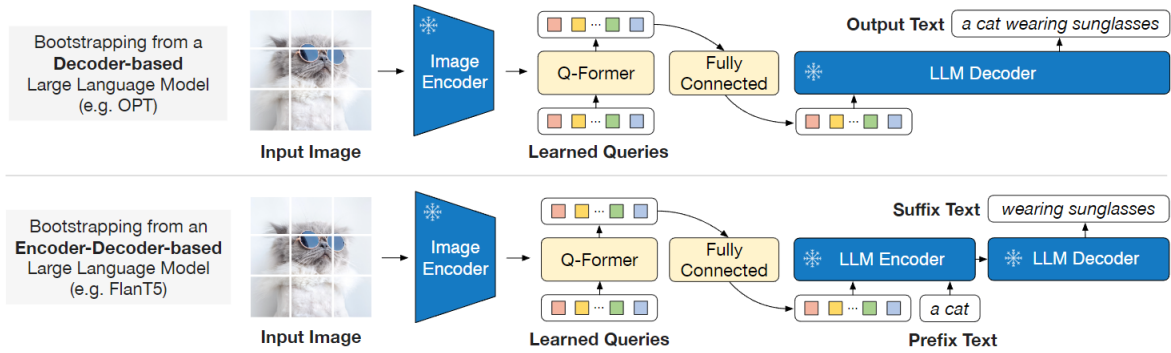 Bootstrapping from a
Decoder-based
Large Language Model
(e.g. OPT)
Input Image
Image
Encoder
...
Q-Former
...
Learned Queries
Fully
Connected
Output Text
a cat wearing sunglasses
LLM Decoder
...
Bootstrapping from an
Encoder-Decoder-based
Large Language Model
(e.g. FlanT5)
Input Image
Image
Encoder
...
Q-Former
...
Learned Queries
Fully
Connected
Suffix Text
wearing sunglasses
LLM Encoder
LLM Decoder
...
a cat
Prefix Text